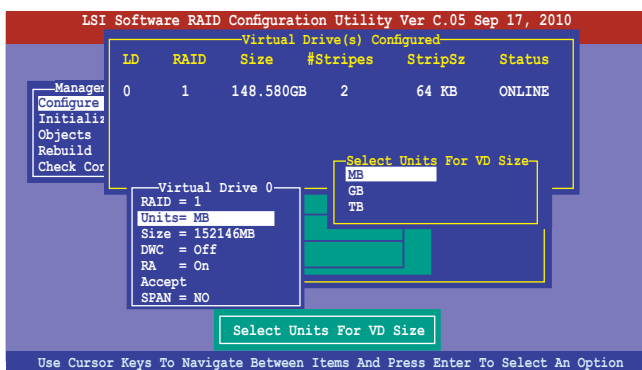 LSI Software RAID Configuration Utility Ver C.05 Sep 17, 2010
Virtual Drive(s) Configured
LD RAID Size #Stripes StripSz Status
0 1 148.580GB 2 64 KB ONLINE
Configure
Initializ
Objects
Rebuild
Select Units For VD Size
MB
GB
TB
Virtual Drive 0
RAID = 1
Units= MB
Size = 152146MB
DWC = Off
RA = On
Accept
SPAN = NO
Select Units For VD Size
Use Cursor Keys To Navigate Between Items And Press Enter To Select An Option